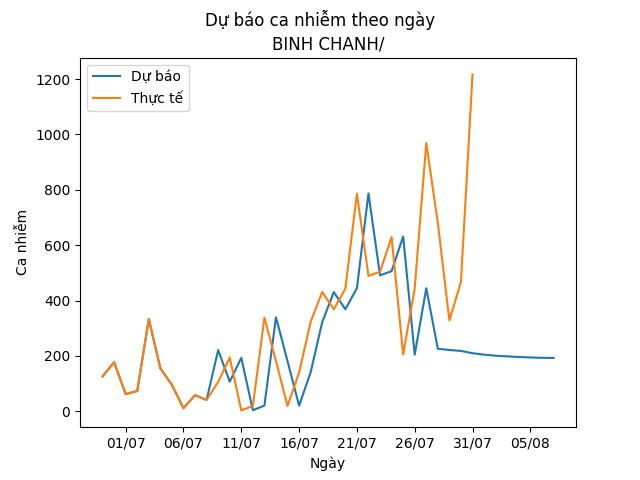 Dự báo ca nhiễm theo ngày
BINH CHANH/
Dự báo
Thực tế
1200
1000
800
600
400
200
0
Ca nhiễm
01/07 06/07 11/07 16/07 21/07 26/07 31/07 05/08
Ngày